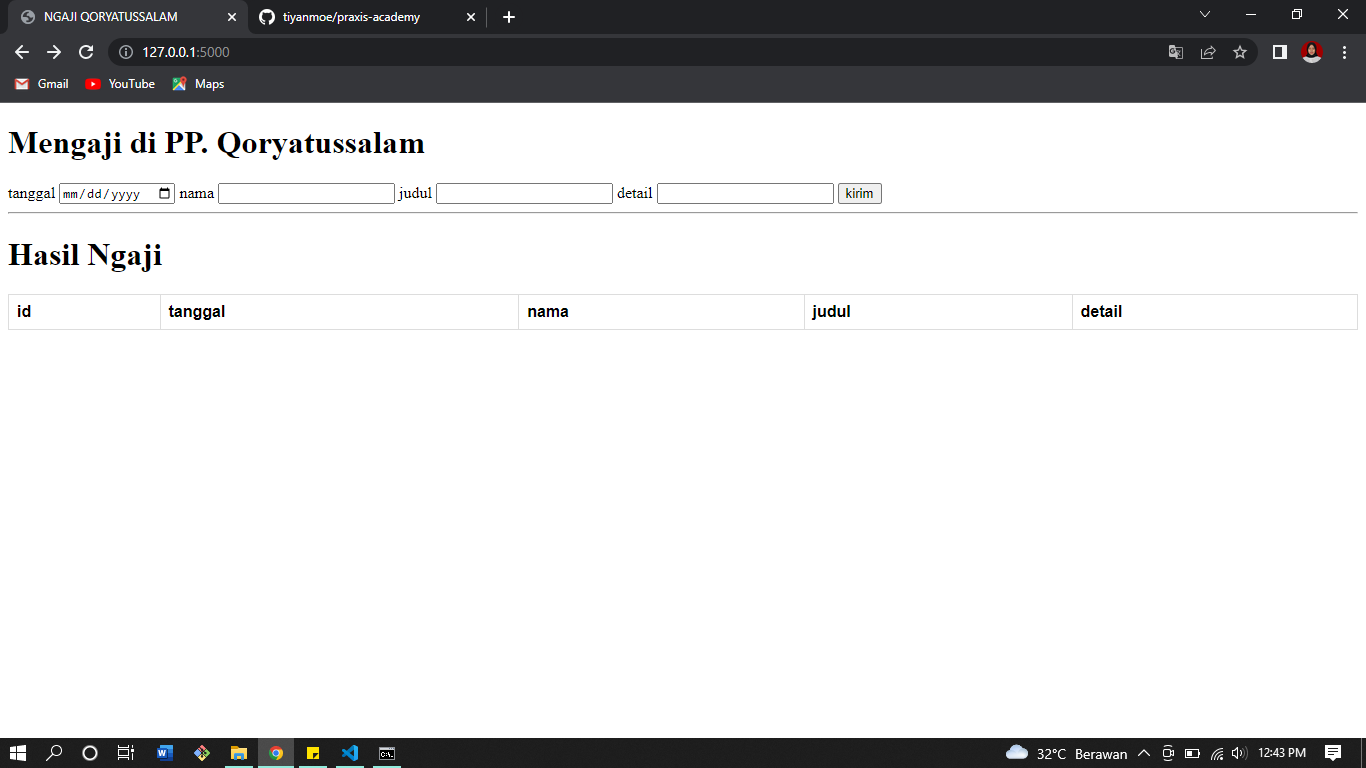 NGAJI QORYATUSSALAM
tiyanmoe/praxis-academy
127.0.0.1:5000
Gmail YouTube Maps
Mengaji di PP. Qoryatussalam
tanggal mm/dd/yyyy nama judul detail kirim
Hasil Ngaji
id tanggal nama judul detail
32°C Berawan 12:43 PM